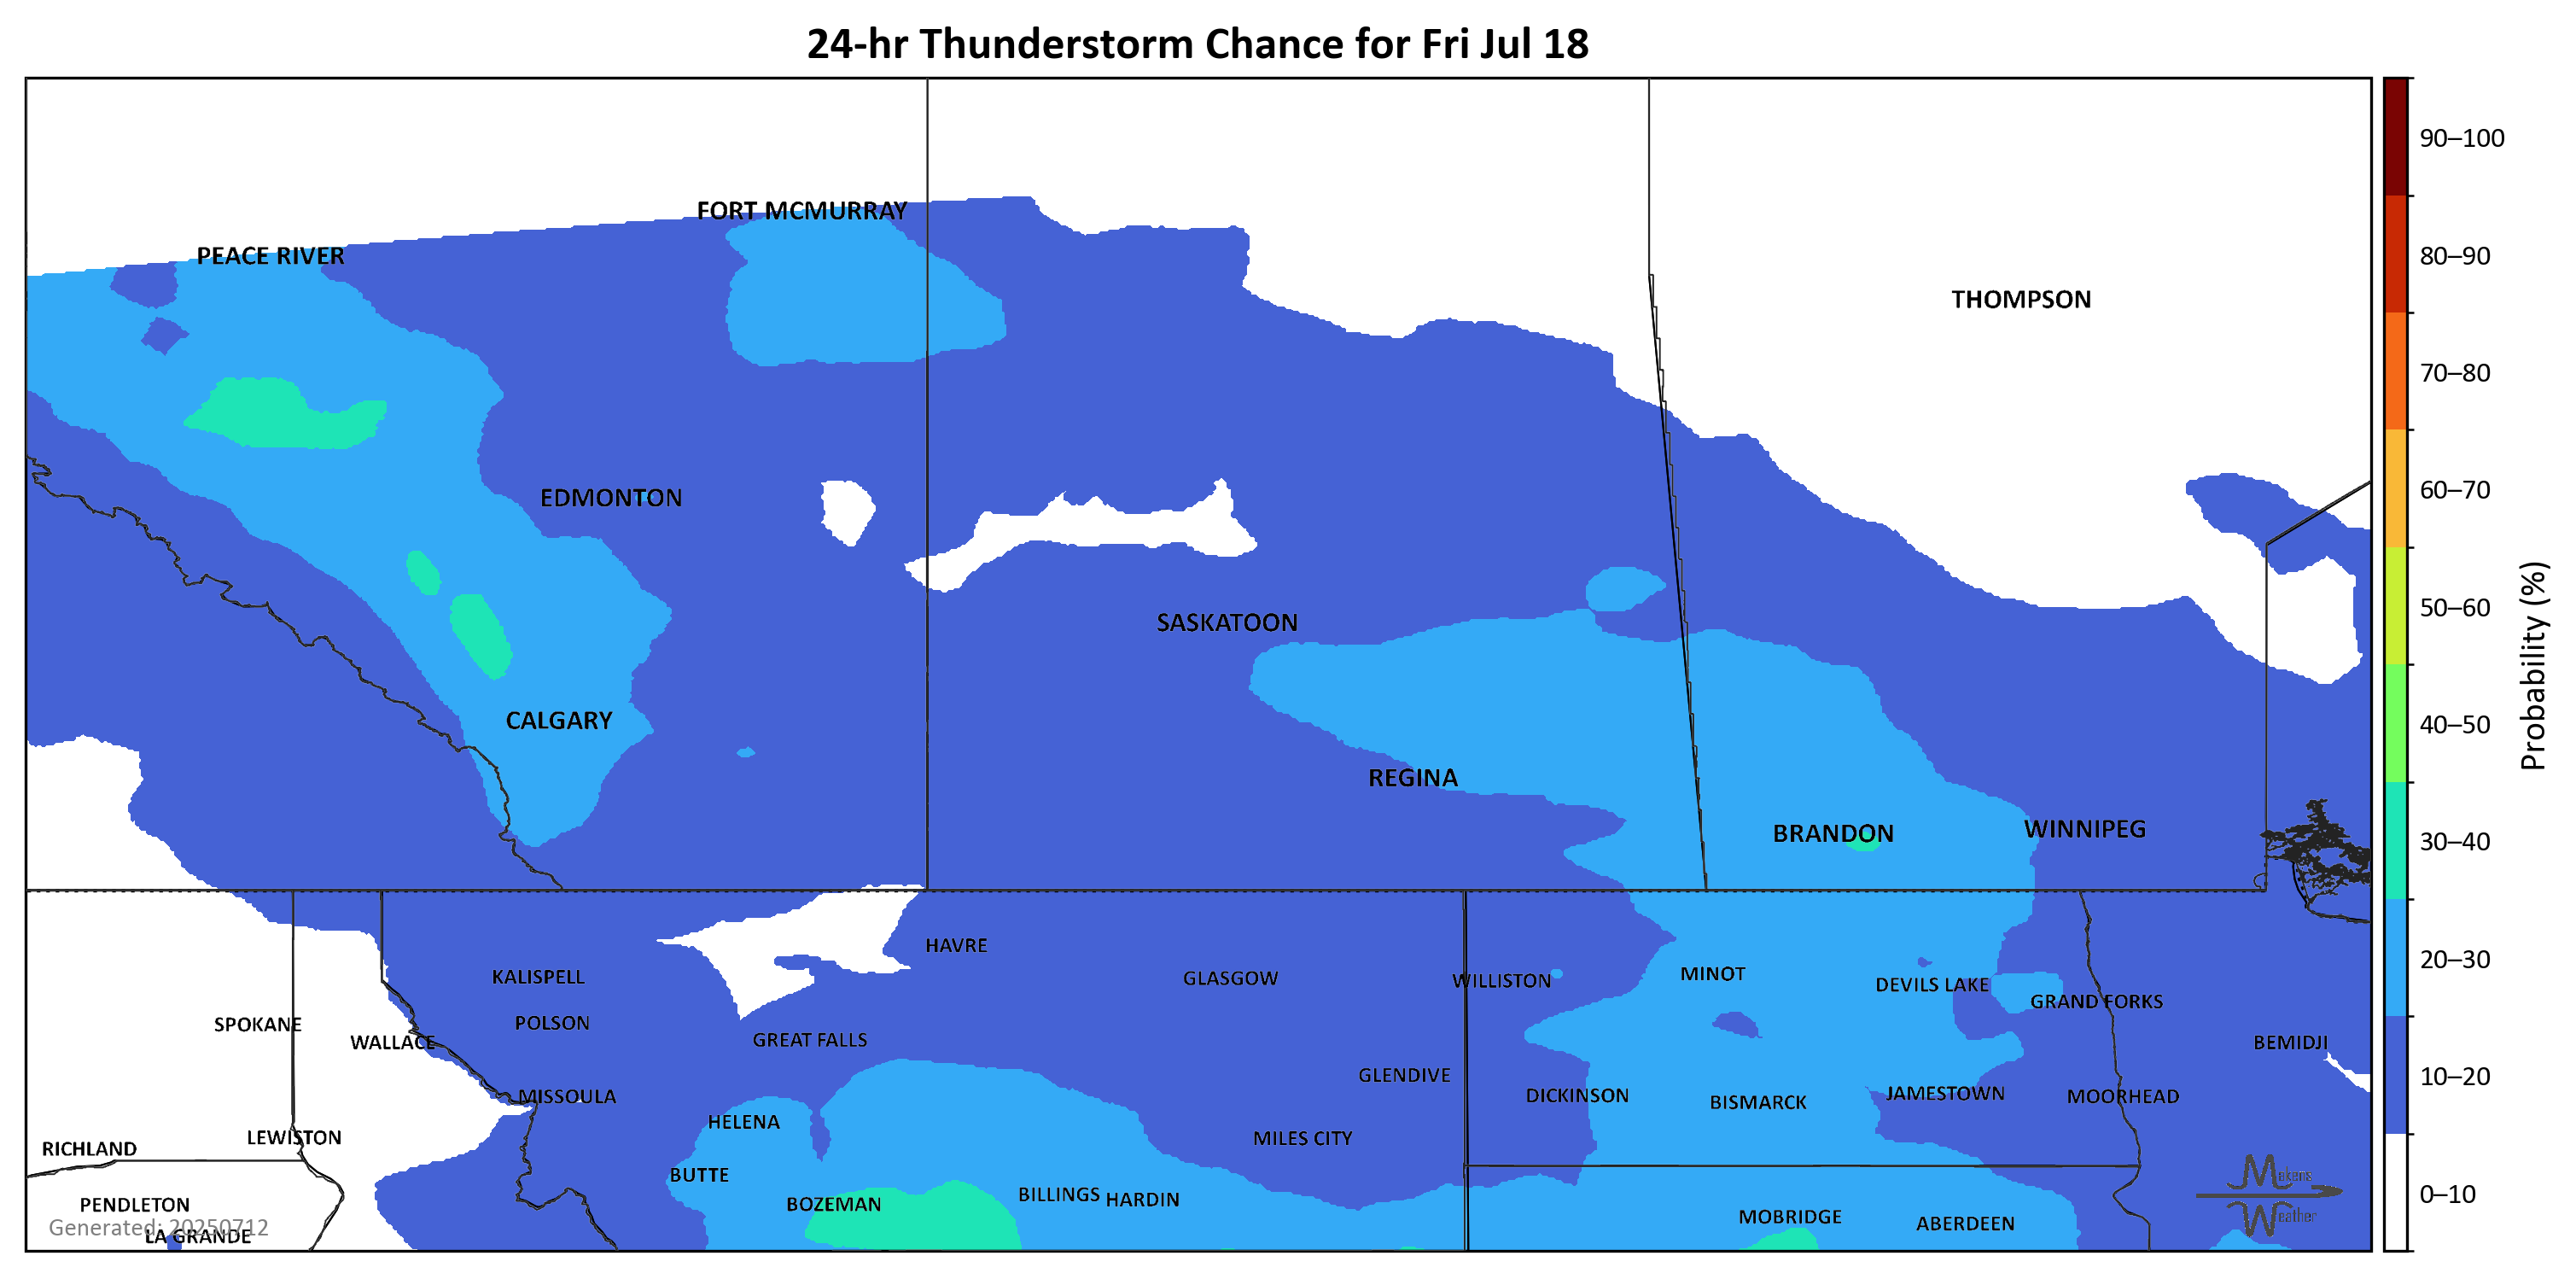 24-hr Thunderstorm Chance for Fri Jul 18
FORT MCMURRAY
PEACE RIVER
THOMPSON
EDMONTON
SASKATOON
CALGARY
REGINA
BRANDON
WINNIPEG
HAVRE
KALISPELL
GLASGOW
WILLISTON
MINOT
DEVILS LAKE
GRAND FORKS
SPOKANE
POLSON
WALLACE
GREAT FALLS
BEMIDJI
GLENDIVE
MISSOULA
DICKINSON
BISMARCK
JAMESTOWN
MOORHEAD
HELENA
LEWISTON
MILES CITY
RICHLAND
BUTTE
BILLINGS
HARDIN
BOZEMAN
PENDLETON
MOBRIDGE
ABERDEEN
Generated: 20250712
LA GRANDE
Mekens
Weather
90–100
80–90
70–80
60–70
50–60
40–50
30–40
20–30
10–20
0–10
Probability (%)